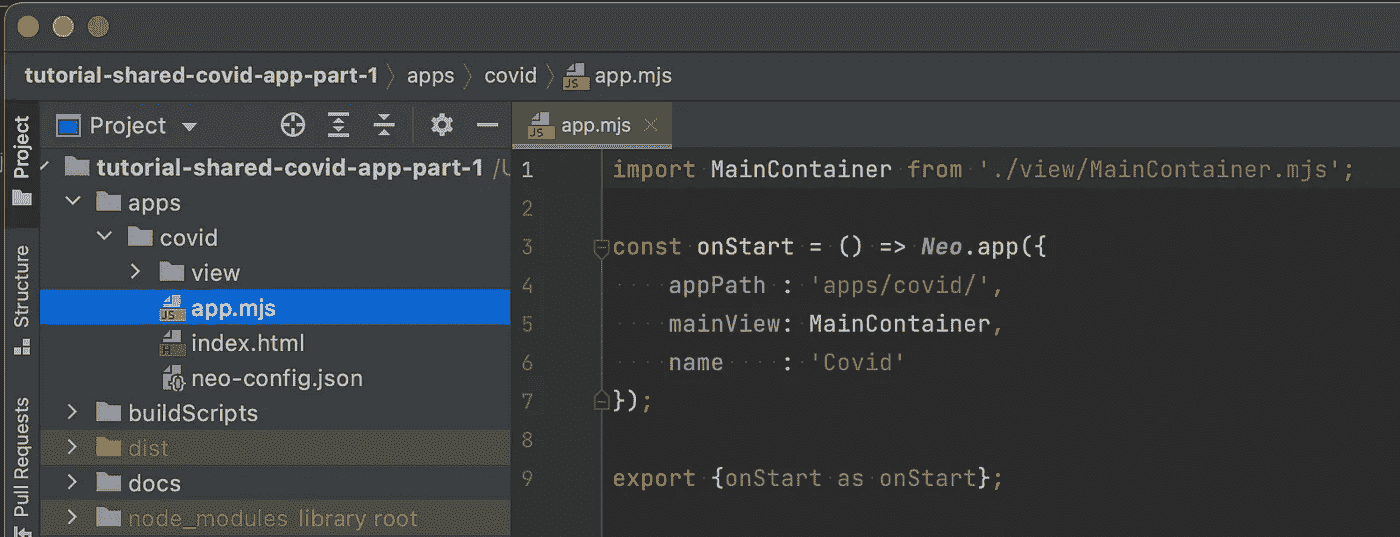 tutorial-shared-covid-app-part-1 〉 apps 〉 covid 〉 JS app.mjs
Project
Structure
Pull Requests
Project
tutorial-shared-covid-app-part-1 /U
apps
covid
view
JS app.mjs
H index.html
neo-config.json
buildScripts
dist
docs
node_modules library root
JS app.mjs
1 import MainContainer from './view/MainContainer.mjs';
2
3 const onStart = () => Neo.app({
4     appPath : 'apps/covid/',
5     mainView: MainContainer,
6     name    : 'Covid'
7 });
8
9 export {onStart as onStart};